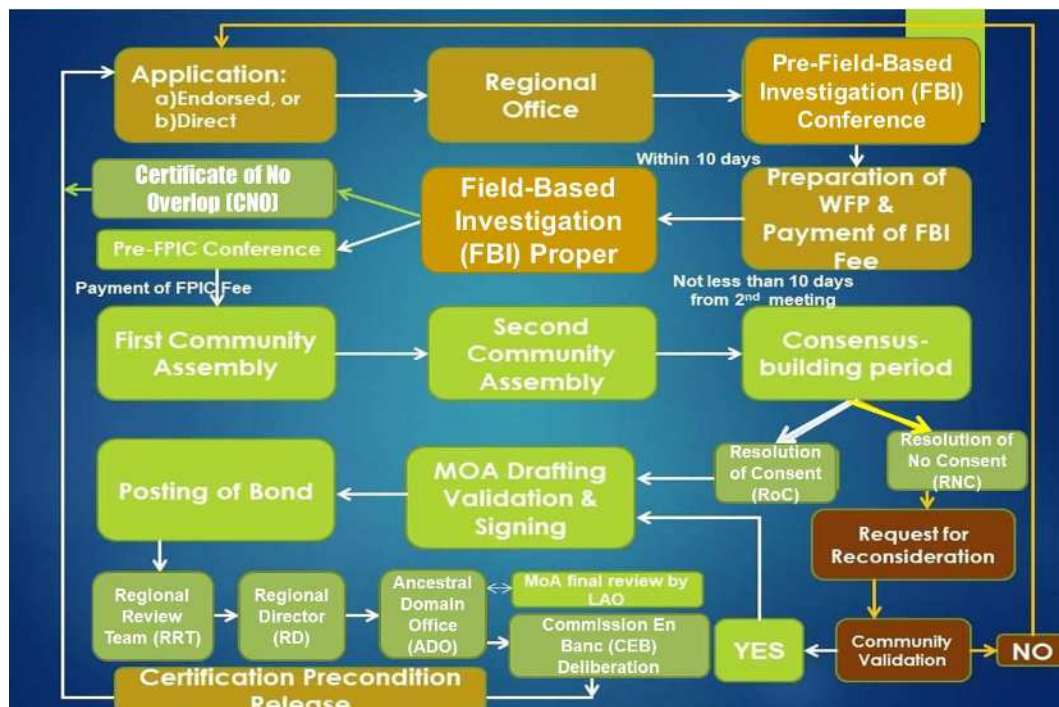 Application:
a)Endorsed, or
b)Direct
Regional
Office
Pre-Field-Based
Investigation (FBI)
Conference
Within 10 days
Certificate of No
Overlop (CNO)
Field-Based
Investigation
(FBI) Proper
Preparation of
WFP &
Payment of FBI
Fee
Pre-FPIC Conference
Payment of FPIC Fee
Not less than 10 days
from 2nd meeting
First Community
Assembly
Second
Community
Assembly
Consensus-
building period
Posting of Bond
MOA Drafting
Validation &
Signing
Resolution
of Consent
(RoC)
Resolution of
No Consent
(RNC)
Request for
Reconsideration
Regional
Review
Team (RRT)
Regional
Director
(RD)
Ancestral
Domain
Office
(ADO)
MoA final review by
LAO
Commission En
Banc (CEB)
Deliberation
YES
Community
Validation
NO
Certification Precondition
Release